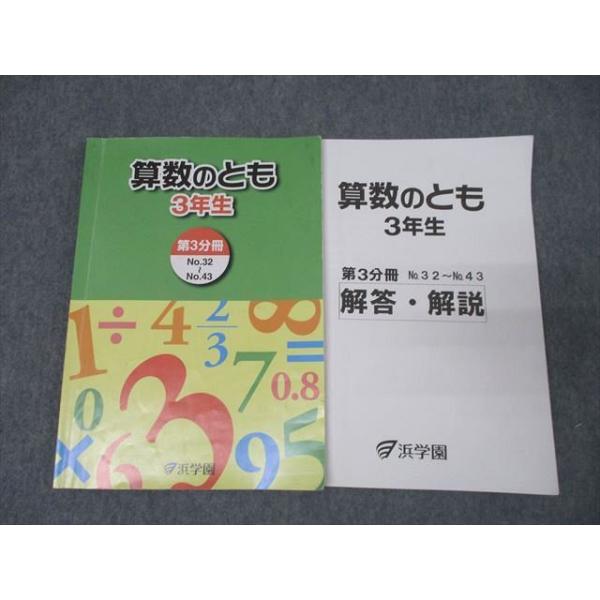 算数のとも
3年生
第3分冊
No.32
～
No.43
1 ÷ 4 2/3 8
=
0 3 7 0.8
× 6 2 9 5
浜学園
算数のとも
3年生
第3分冊 No.32～No.43
解答・解説
浜学園